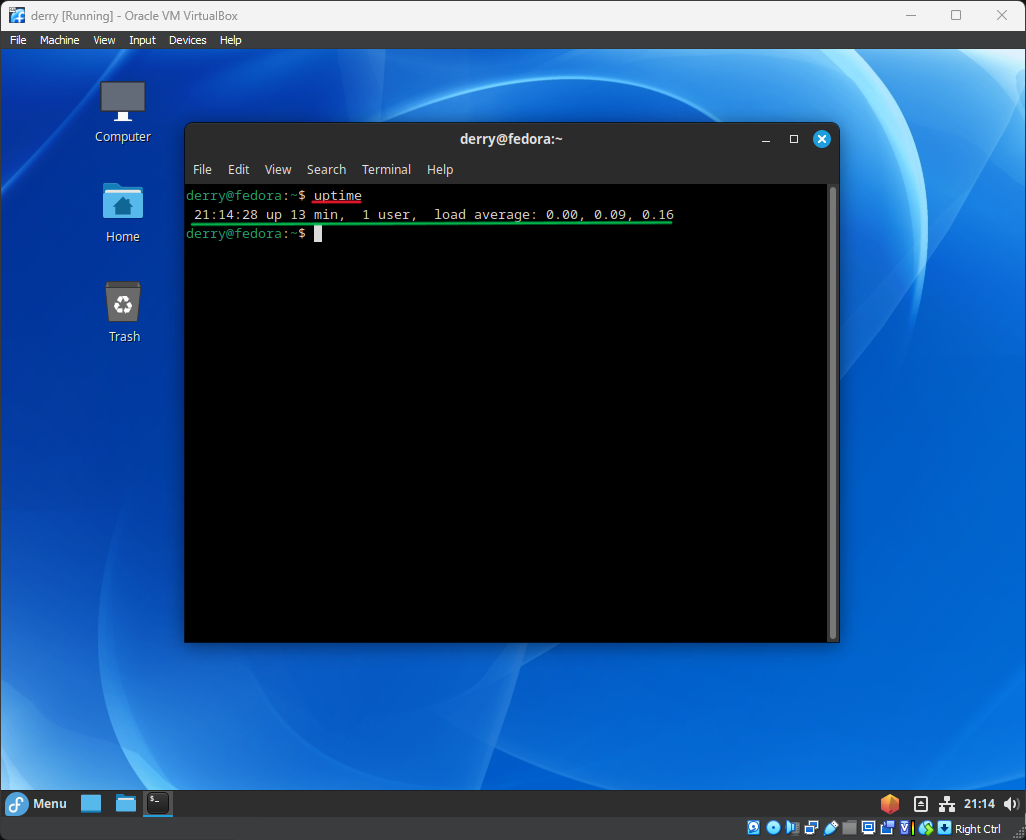 derry [Running] - Oracle VM VirtualBox
File Machine View Input Devices Help
Computer
Home
Trash
derry@fedora:~
File Edit View Search Terminal Help
derry@fedora:~$ uptime
21:14:28 up 13 min, 1 user, load average: 0.00, 0.09, 0.16
derry@fedora:~$
Menu
21:14
Right Ctrl